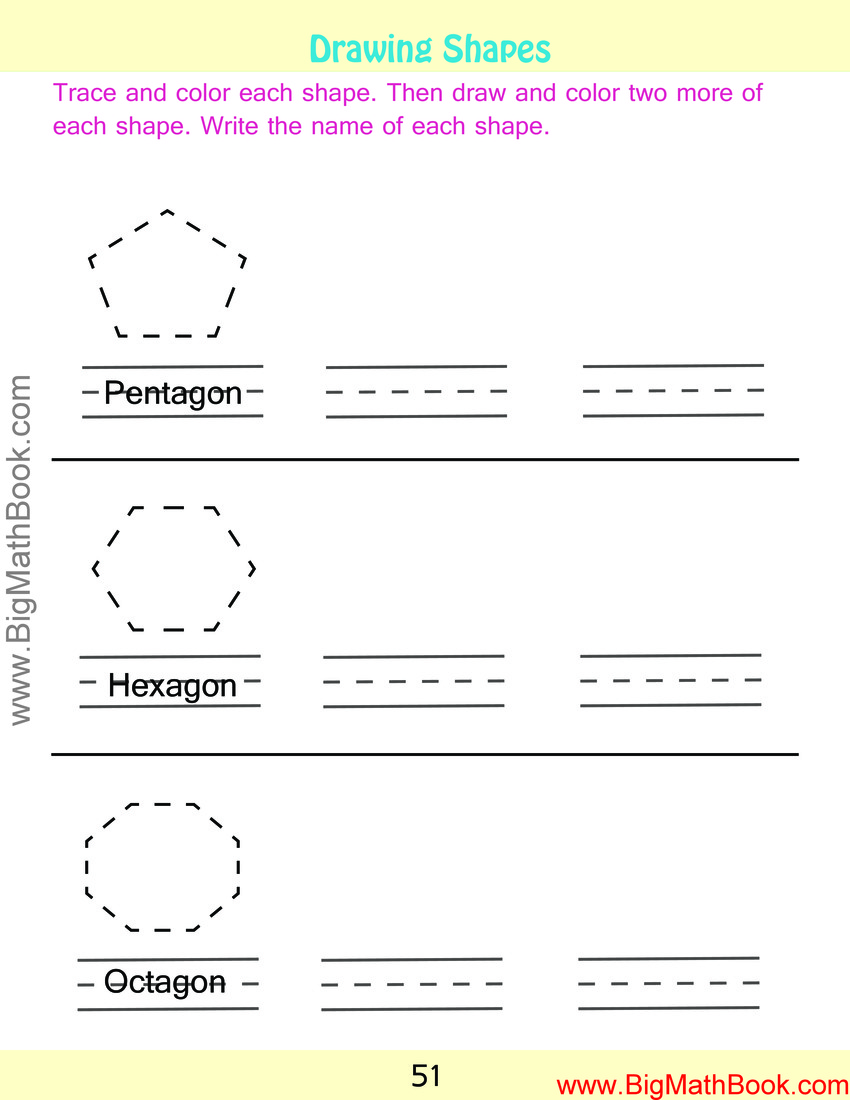 Drawing Shapes
Trace and color each shape. Then draw and color two more of
each shape. Write the name of each shape.
Pentagon
www.BigMathBook.com
Hexagon
Octagon
51
www.BigMathBook.com